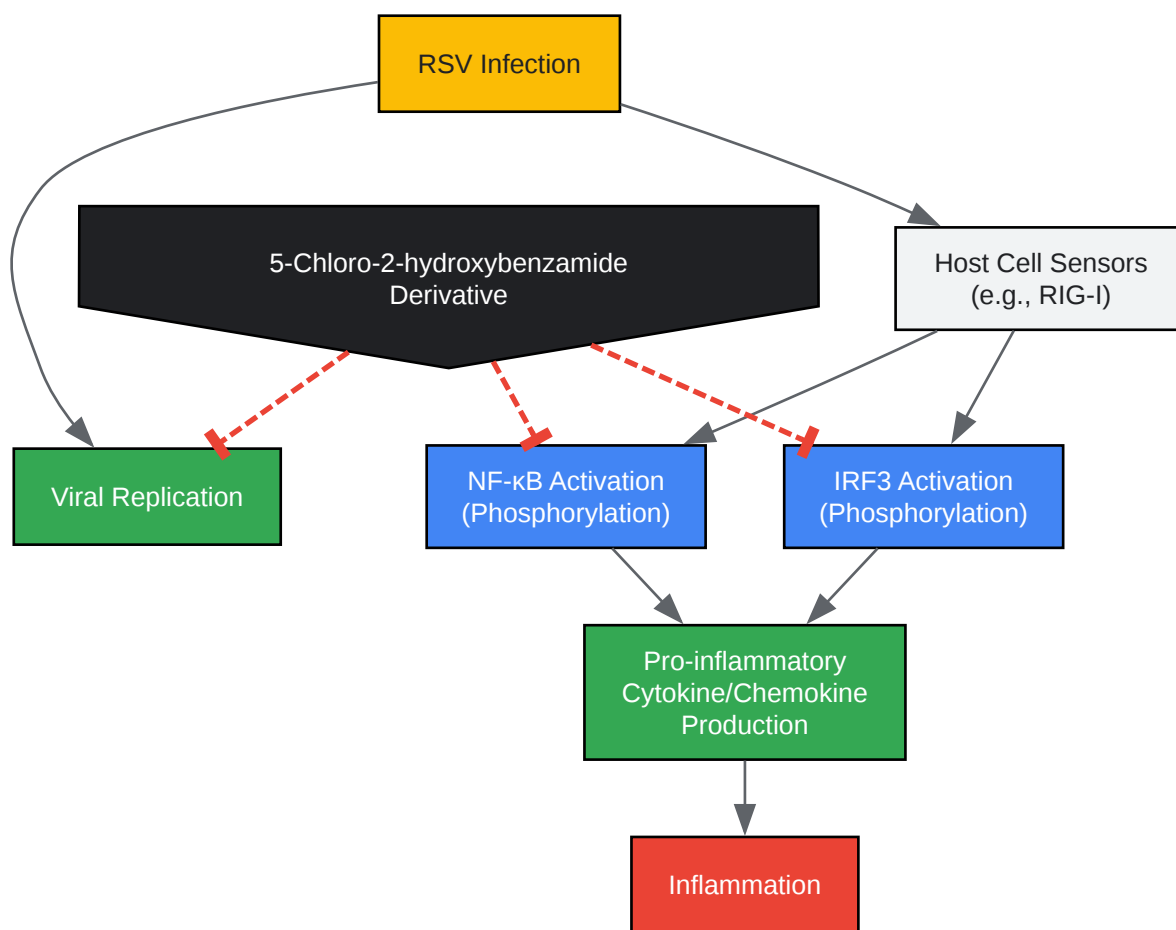 RSV Infection
5-Chloro-2-hydroxybenzamide
Derivative
Host Cell Sensors
(e.g., RIG-I)
Viral Replication
NF-κB Activation
(Phosphorylation)
IRF3 Activation
(Phosphorylation)
Pro-inflammatory
Cytokine/Chemokine
Production
Inflammation